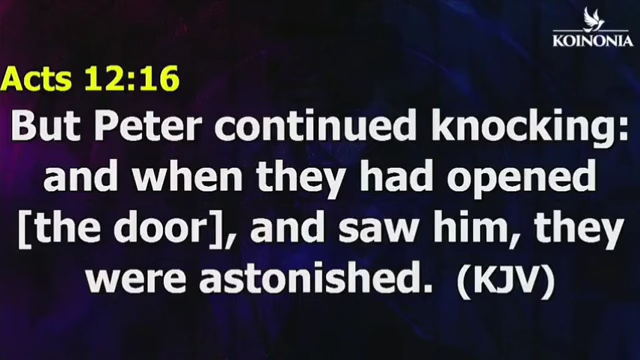 KOINONIA
Acts 12:16
But Peter continued knocking:
and when they had opened
[the door], and saw him, they
were astonished. (KJV)